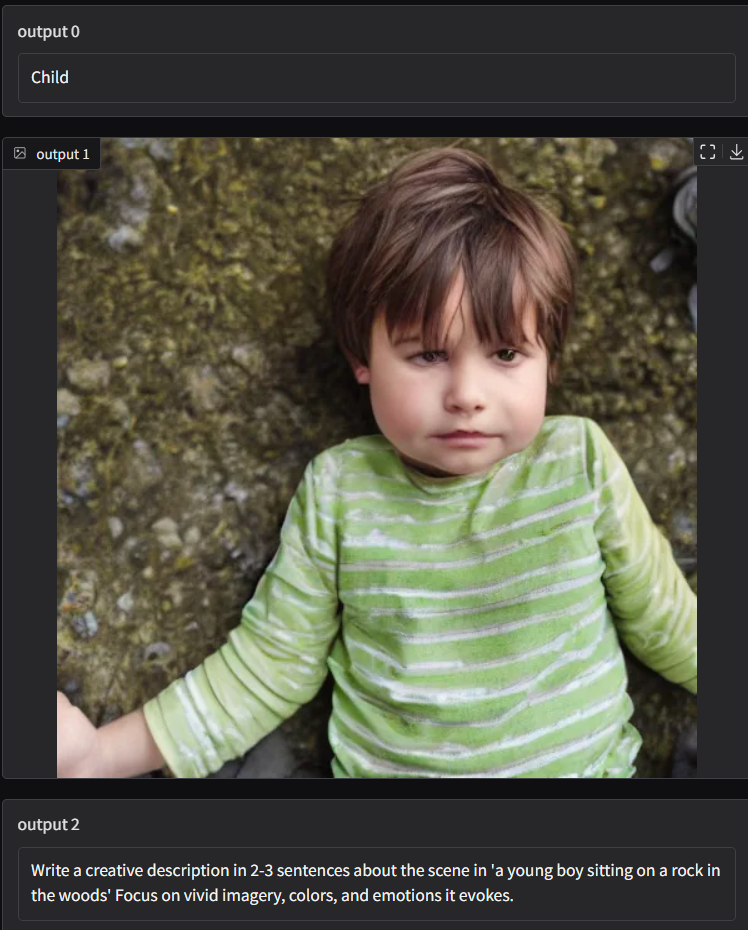 output 0
Child
output 1
output 2
Write a creative description in 2-3 sentences about the scene in 'a young boy sitting on a rock in
the woods' Focus on vivid imagery, colors, and emotions it evokes.